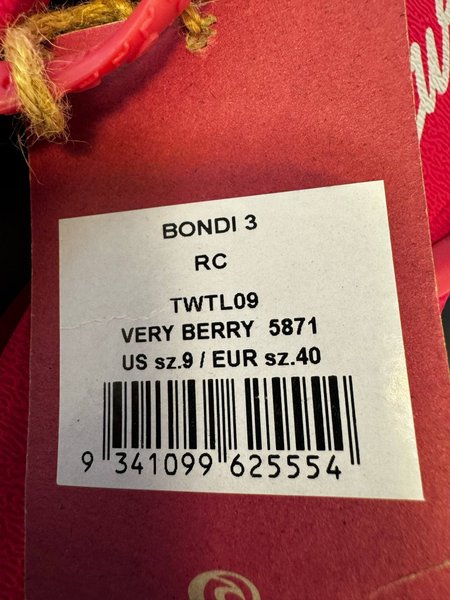 BONDI 3
RC
TWTL09
VERY BERRY 5871
US sz.9 / EUR sz.40
9 341099 625554